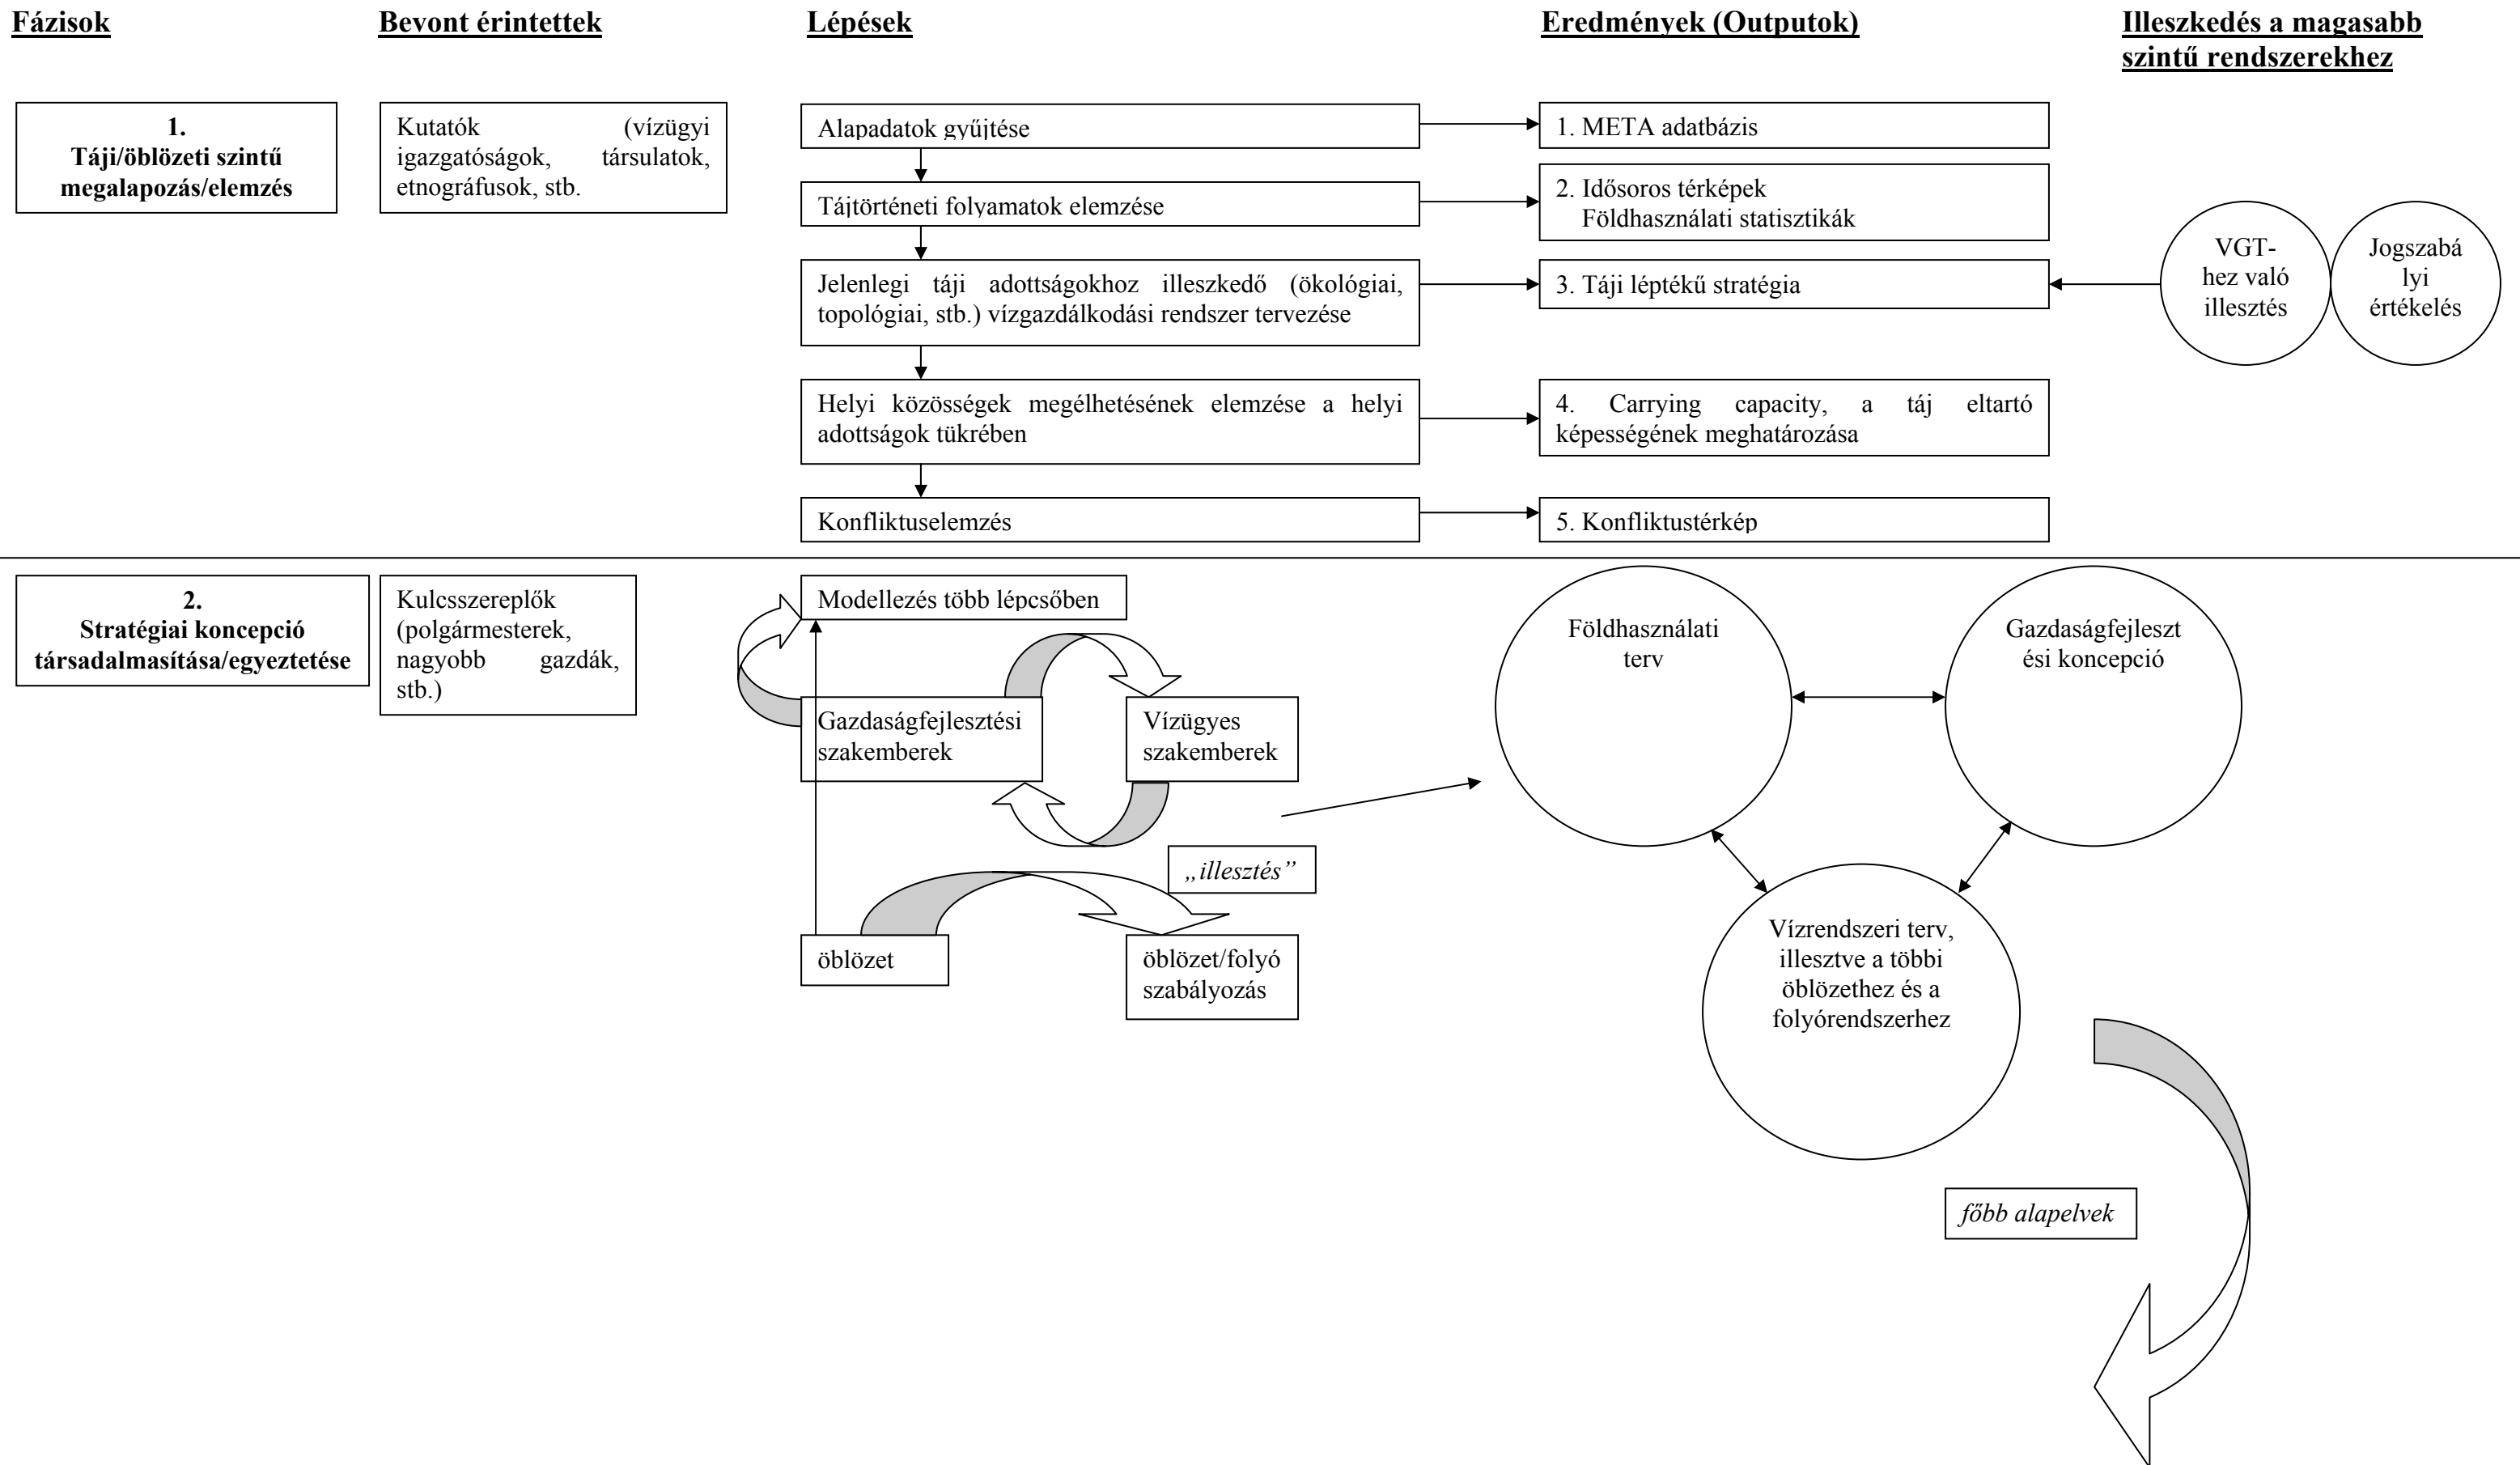 Fázisok
Bevont érintettek
Lépések
Eredmények (Outputok)
Illeszkedés a magasabb
szintű rendszerekhez
1.
Táji/öblözeti szintű
megalapozás/elemzés
Kutatók (vízügyi
igazgatóságok, társulatok,
etnográfusok, stb.
Alapadatok gyűjtése
1. META adatbázis
Tájtörténeti folyamatok elemzése
2. Idősoros térképek
Földhasználati statisztikák
Jelenlegi táji adottságokhoz illeszkedő (ökológiai,
topológiai, stb.) vízgazdálkodási rendszer tervezése
3. Táji léptékű stratégia
VGT-
hez való
illesztés
Jogszabá
lyi
értékelés
Helyi közösségek megélhetésének elemzése a helyi
adottságok tükrében
4. Carrying capacity, a táj eltartó
képességének meghatározása
Konfliktuselemzés
5. Konfliktustérkép
2.
Stratégiai koncepció
társadalmasítása/egyeztetése
Kulcsszereplők
(polgármesterek,
nagyobb gazdák,
stb.)
Modellezés több lépcsőben
Gazdaságfejlesztési
szakemberek
Vízügyes
szakemberek
„illesztés”
öblözet
öblözet/folyó
szabályozás
Földhasználati
terv
Gazdaságfejleszt
ési koncepció
Vízrendszeri terv,
illesztve a többi
öblözethez és a
folyórendszerhez
főbb alapelvek